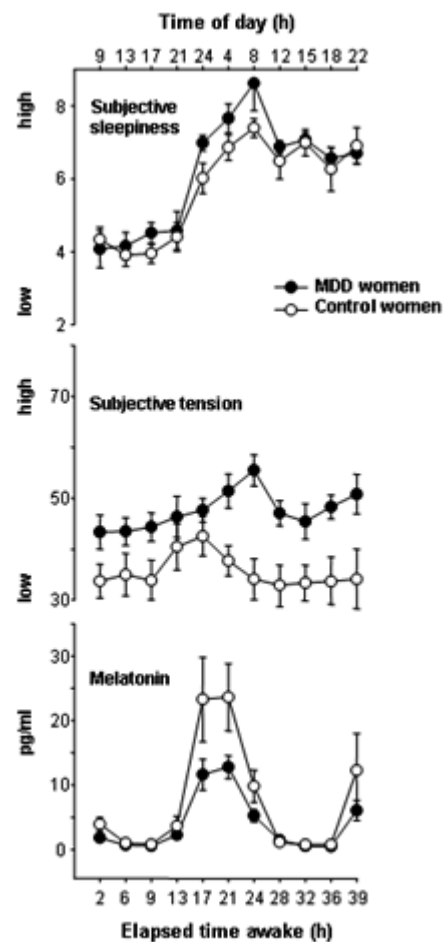 Time of day (h)
9 13 17 21 24 4 8 12 15 18 22
high
low
8
6
4
2
Subjective
sleepiness
MDD women
Control women
high
low
70
50
30
Subjective tension
pg/ml
30
20
10
0
Melatonin
2 6 9 13 17 21 24 28 32 36 39
Elapsed time awake (h)